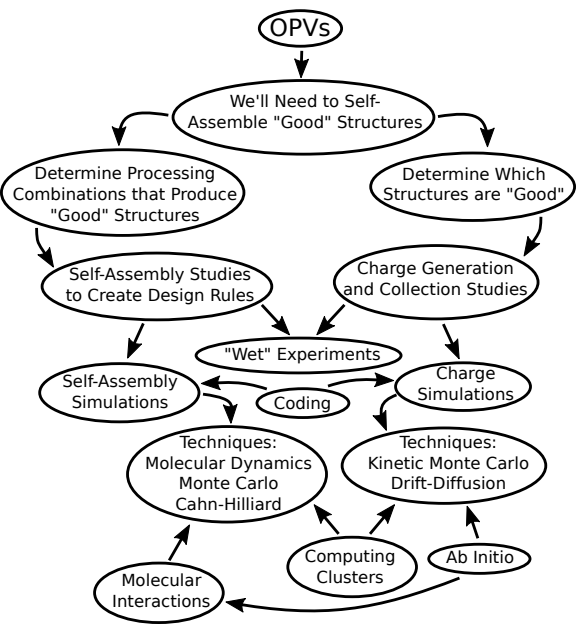 OPVs
We'll Need to Self-
Assemble "Good" Structures
Determine Processing
Combinations that Produce
"Good" Structures
Determine Which
Structures are "Good"
Self-Assembly Studies
to Create Design Rules
Charge Generation
and Collection Studies
"Wet" Experiments
Self-Assembly
Simulations
Coding
Charge
Simulations
Techniques:
Molecular Dynamics
Monte Carlo
Cahn-Hilliard
Techniques:
Kinetic Monte Carlo
Drift-Diffusion
Computing
Clusters
Ab Initio
Molecular
Interactions